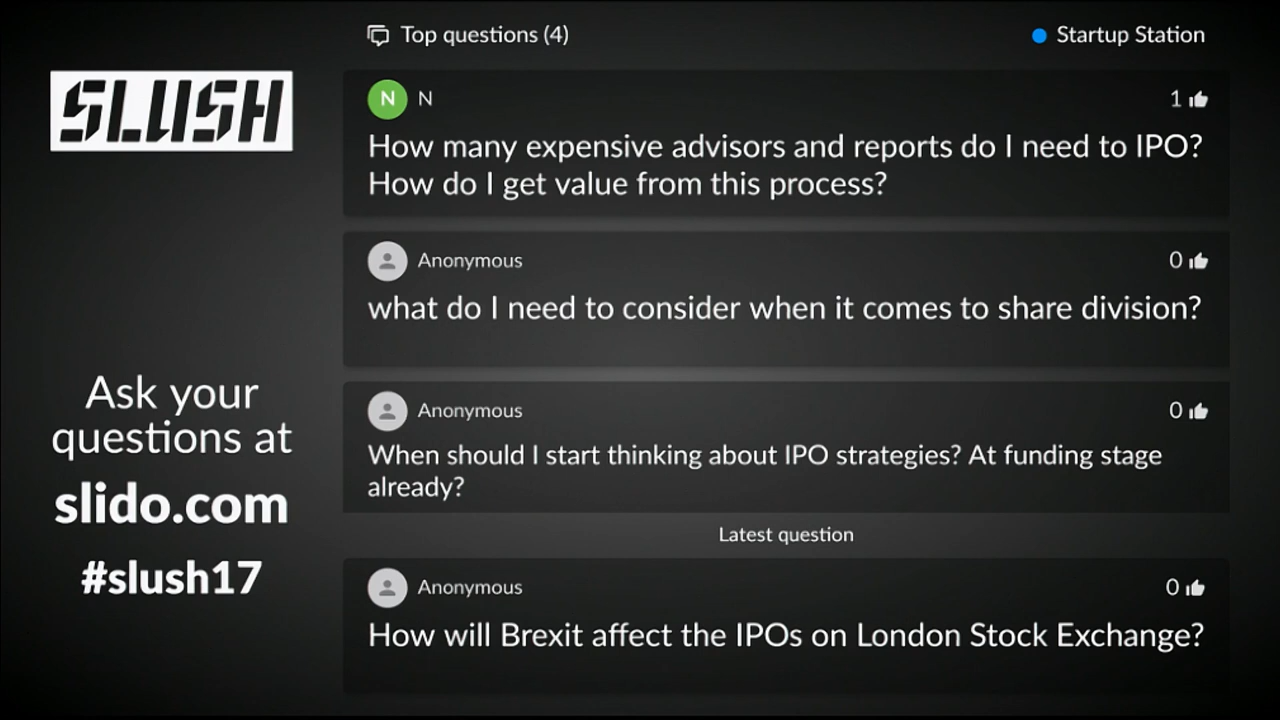 Top questions (4)
Startup Station
SLUSH
N N
1
How many expensive advisors and reports do I need to IPO?
How do I get value from this process?
Anonymous
0
what do I need to consider when it comes to share division?
Anonymous
0
When should I start thinking about IPO strategies? At funding stage
already?
Latest question
Anonymous
0
How will Brexit affect the IPOs on London Stock Exchange?
Ask your
questions at
slido.com
#slush17